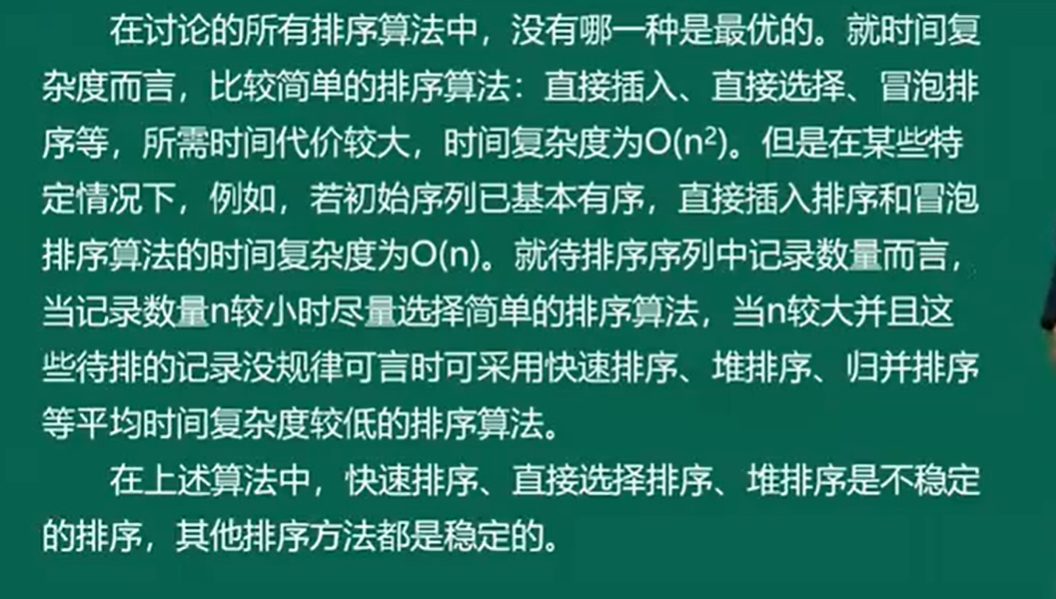 在讨论的所有排序算法中，没有哪一种是最优的。就时间复
杂度而言，比较简单的排序算法：直接插入、直接选择、冒泡排
序等，所需时间代价较大，时间复杂度为O(n²)。但是在某些特
定情况下，例如，若初始序列已基本有序，直接插入排序和冒泡
排序算法的时间复杂度为O(n)。就待排序序列中记录数量而言，
当记录数量n较小时尽量选择简单的排序算法，当n较大并且这
些待排的记录没规律可言时可采用快速排序、堆排序、归并排序
等平均时间复杂度较低的排序算法。
在上述算法中，快速排序、直接选择排序、堆排序是不稳定
的排序，其他排序方法都是稳定的。